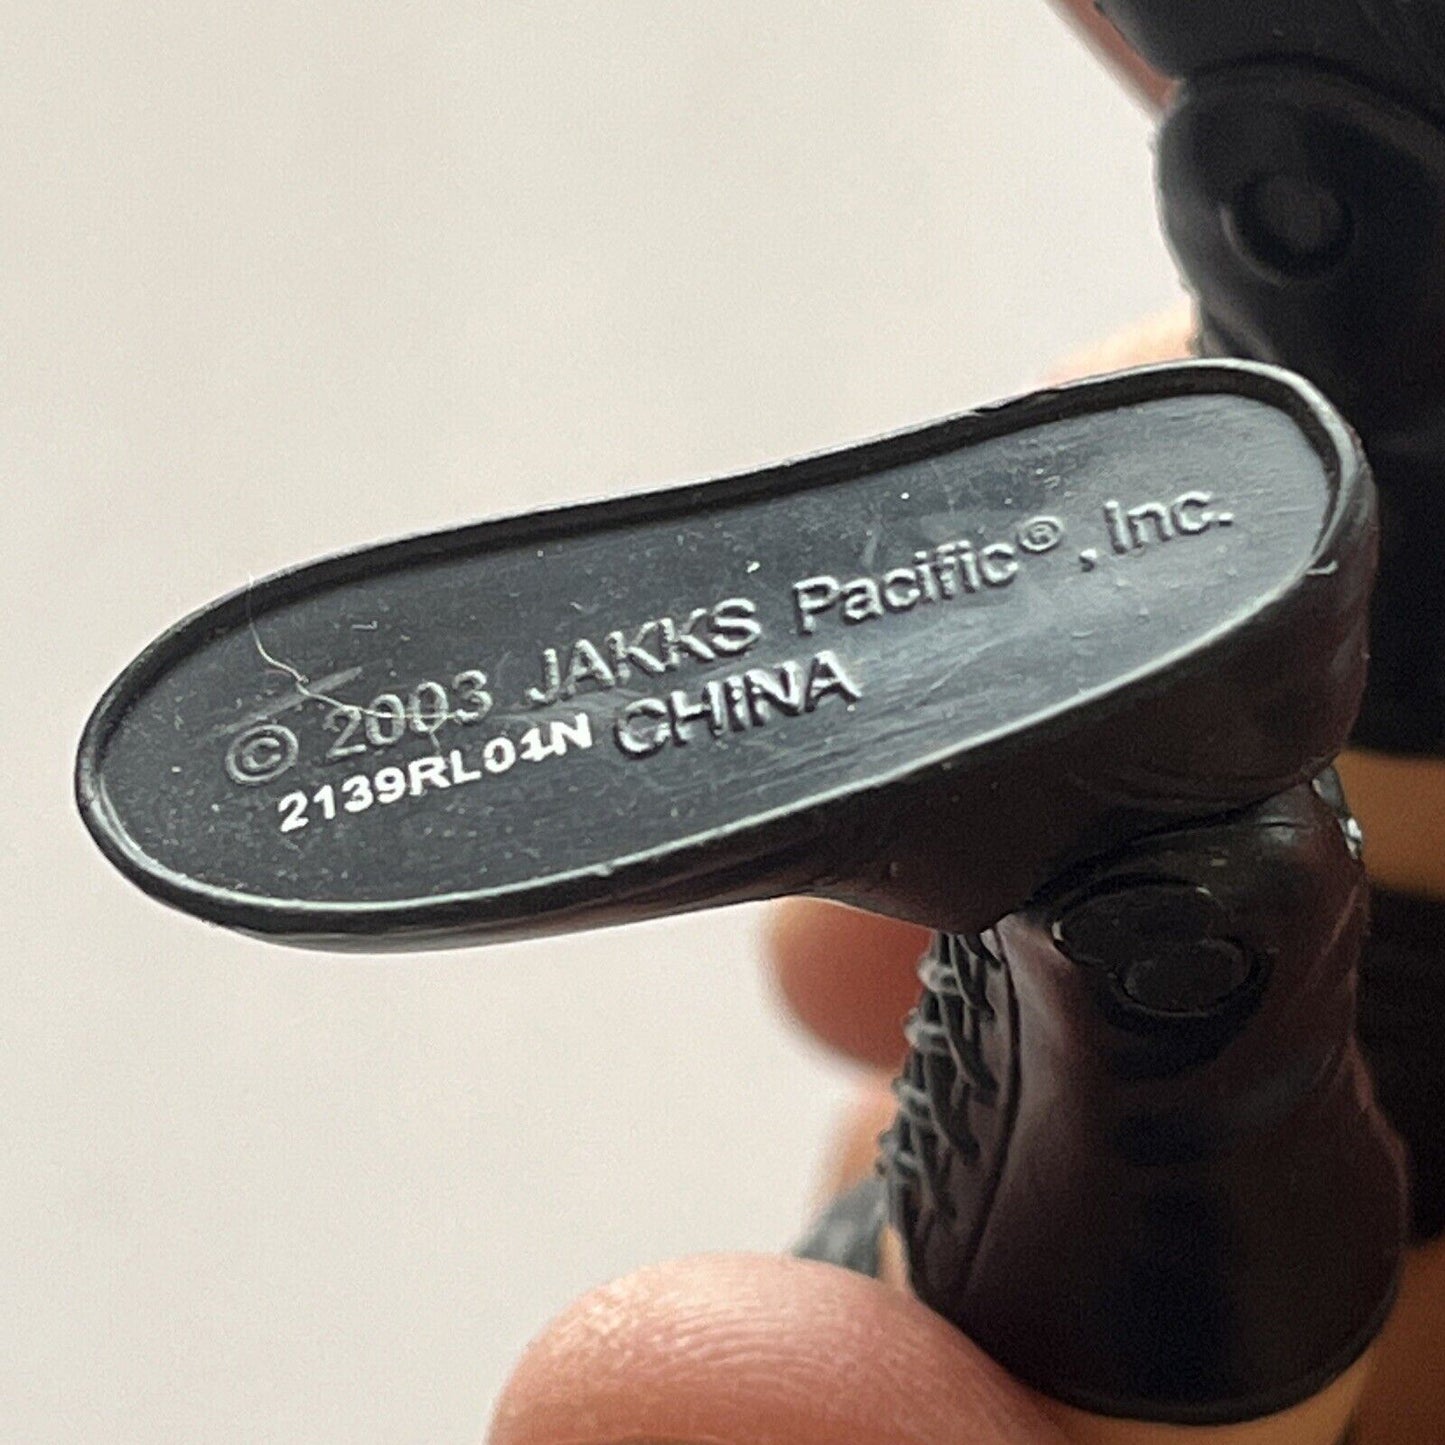 © 2003 JAKKS Pacific®, Inc.
2139RL01N CHINA